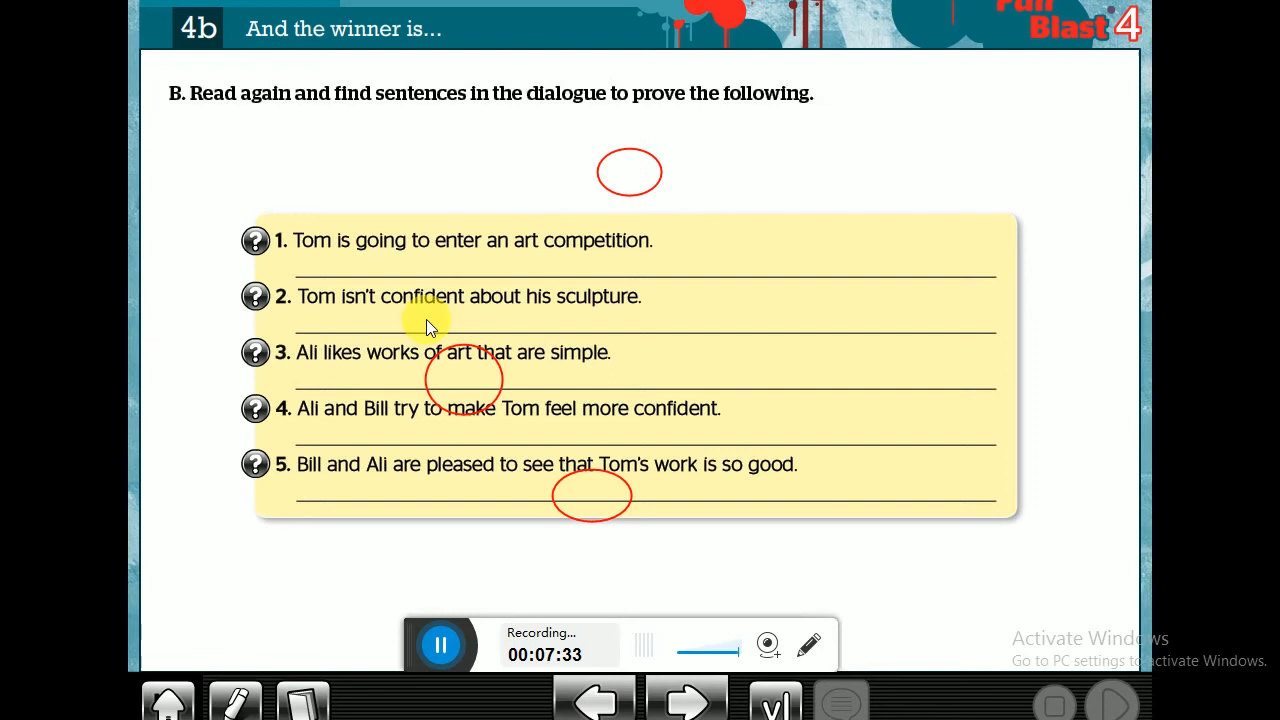 4b And the winner is...
Fun
Blast 4
B. Read again and find sentences in the dialogue to prove the following.
1. Tom is going to enter an art competition.
2. Tom isn't confident about his sculpture.
3. Ali likes works of art that are simple.
4. Ali and Bill try to make Tom feel more confident.
5. Bill and Ali are pleased to see that Tom's work is so good.
Recording...
00:07:33
Activate Windows
Go to PC settings to activate Windows.